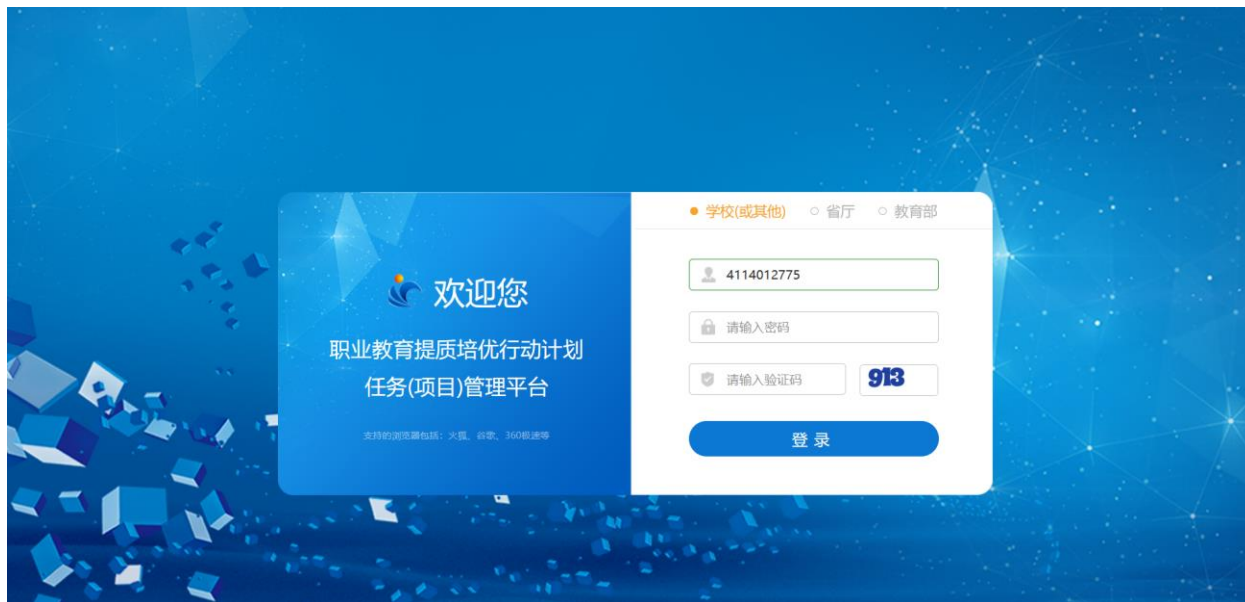 欢迎您
职业教育提质培优行动计划
任务(项目)管理平台
支持的浏览器包括：火狐、谷歌、360极速等
学校(或其他) 省厅 教育部
4114012775
请输入密码
请输入验证码 913
登 录